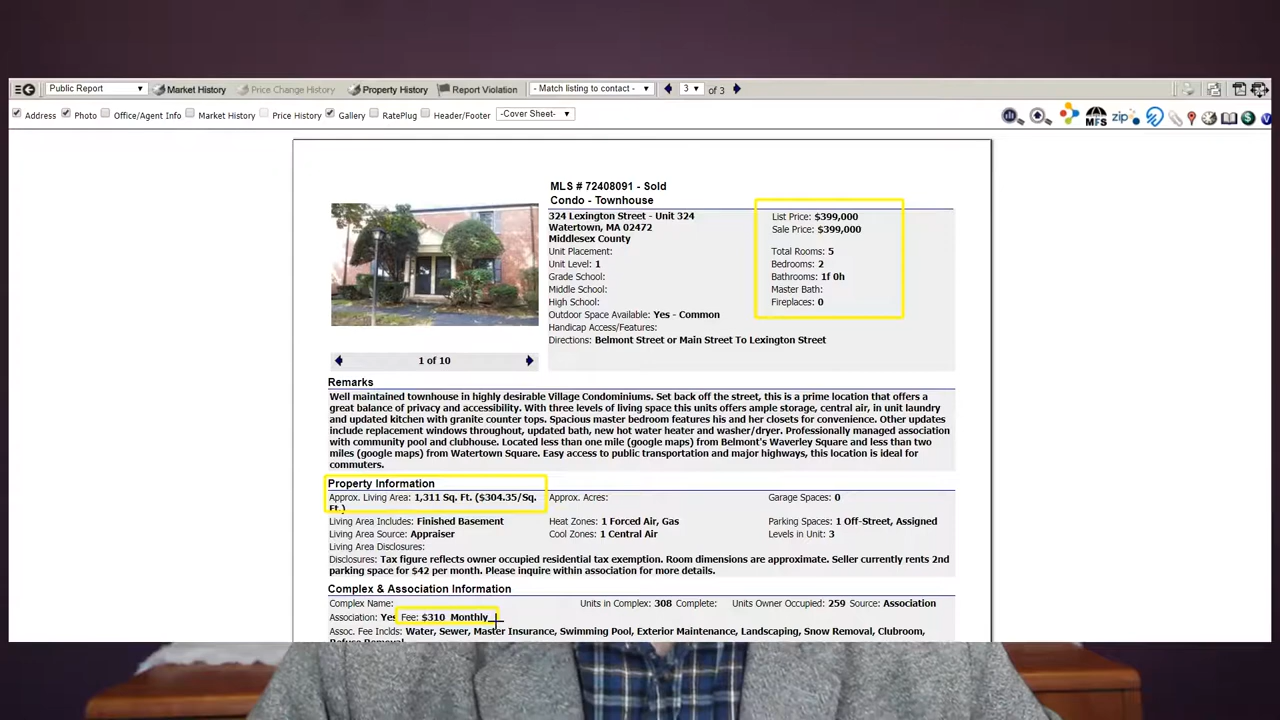 Public Report
Market History
Price Change History
Property History
Report Violation
- Match listing to contact -
3
of 3
Address
Photo
Office/Agent Info
Market History
Price History
Gallery
RatePlug
Header/Footer
-Cover Sheet-
MFS
zip
MLS # 72408091 - Sold
Condo - Townhouse
324 Lexington Street - Unit 324
Watertown, MA 02472
Middlesex County
Unit Placement:
Unit Level: 1
Grade School:
Middle School:
High School:
Outdoor Space Available: Yes - Common
Handicap Access/Features:
Directions: Belmont Street or Main Street To Lexington Street
List Price: $399,000
Sale Price: $399,000
Total Rooms: 5
Bedrooms: 2
Bathrooms: 1f 0h
Master Bath:
Fireplaces: 0
1 of 10
Remarks
Well maintained townhouse in highly desirable Village Condominiums. Set back off the street, this is a prime location that offers a
great balance of privacy and accessibility. With three levels of living space this units offers ample storage, central air, in unit laundry
and updated kitchen with granite counter tops. Spacious master bedroom features his and her closets for convenience. Other updates
include replacement windows throughout, updated bath, new hot water heater and washer/dryer. Professionally managed association
with community pool and clubhouse. Located less than one mile (google maps) from Belmont's Waverley Square and less than two
miles (google maps) from Watertown Square. Easy access to public transportation and major highways, this location is ideal for
commuters.
Property Information
Approx. Living Area: 1,311 Sq. Ft. ($304.35/Sq.
Ft.)
Approx. Acres:
Garage Spaces: 0
Living Area Includes: Finished Basement
Heat Zones: 1 Forced Air, Gas
Parking Spaces: 1 Off-Street, Assigned
Living Area Source: Appraiser
Cool Zones: 1 Central Air
Levels in Unit: 3
Living Area Disclosures:
Disclosures: Tax figure reflects owner occupied residential tax exemption. Room dimensions are approximate. Seller currently rents 2nd
parking space for $42 per month. Please inquire within association for more details.
Complex & Association Information
Complex Name:
Units in Complex: 308 Complete:
Units Owner Occupied: 259 Source: Association
Association: Yes Fee: $310 Monthly
Assoc. Fee Inclds: Water, Sewer, Master Insurance, Swimming Pool, Exterior Maintenance, Landscaping, Snow Removal, Clubroom,